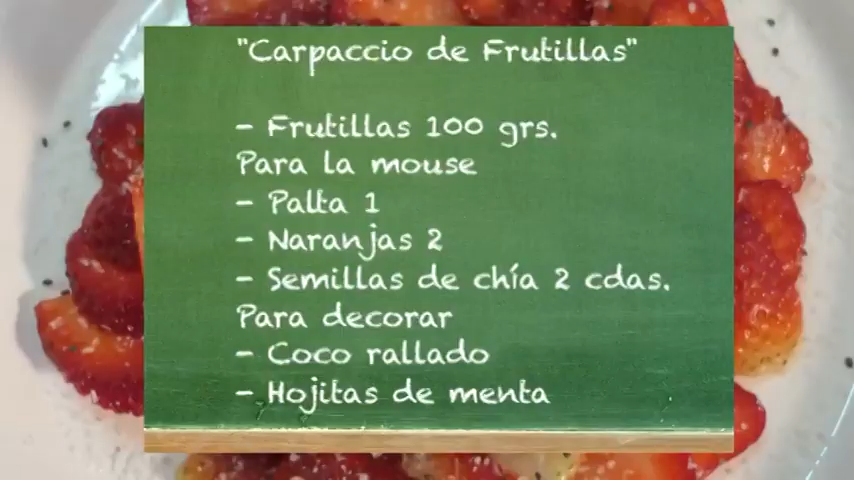 "Carpaccio de Frutillas"
- Frutillas 100 grs.
Para la mouse
- Palta 1
- Naranjas 2
- Semillas de chía 2 cdas.
Para decorar
- Coco rallado
- Hojitas de menta